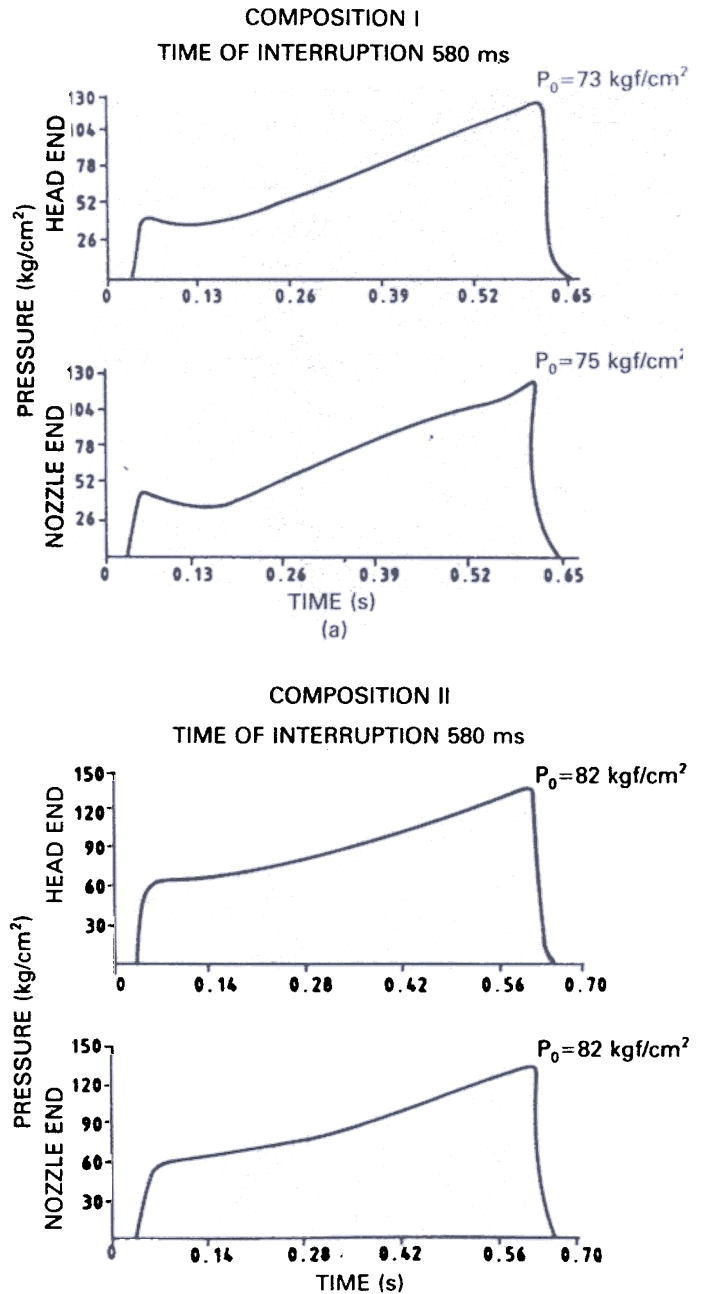 COMPOSITION I
TIME OF INTERRUPTION 580 ms
P₀=73 kgf/cm²
PRESSURE (kg/cm²)
HEAD END
130
104
78
52
26
0 0.13 0.26 0.39 0.52 0.65
P₀=75 kgf/cm²
NOZZLE END
130
104
78
52
26
0 0.13 0.26 0.39 0.52 0.65
TIME (s)
(a)
COMPOSITION II
TIME OF INTERRUPTION 580 ms
P₀=82 kgf/cm²
PRESSURE (kg/cm²)
HEAD END
150
120
90
60
30
0 0.14 0.28 0.42 0.56 0.70
P₀=82 kgf/cm²
NOZZLE END
150
120
90
60
30
0 0.14 0.28 0.42 0.56 0.70
TIME (s)